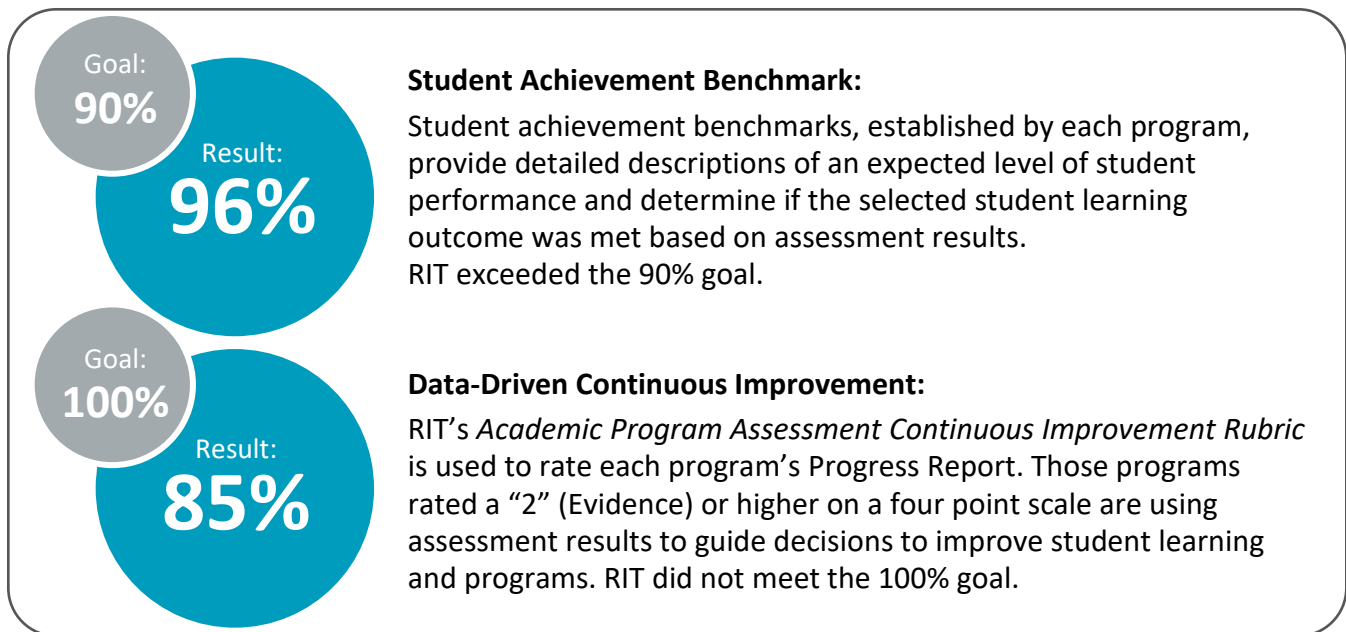 Goal:
90%
Result:
96%
Student Achievement Benchmark:
Student achievement benchmarks, established by each program,
provide detailed descriptions of an expected level of student
performance and determine if the selected student learning
outcome was met based on assessment results.
RIT exceeded the 90% goal.
Goal:
100%
Result:
85%
Data-Driven Continuous Improvement:
RIT’s Academic Program Assessment Continuous Improvement Rubric
is used to rate each program’s Progress Report. Those programs
rated a “2” (Evidence) or higher on a four point scale are using
assessment results to guide decisions to improve student learning
and programs. RIT did not meet the 100% goal.